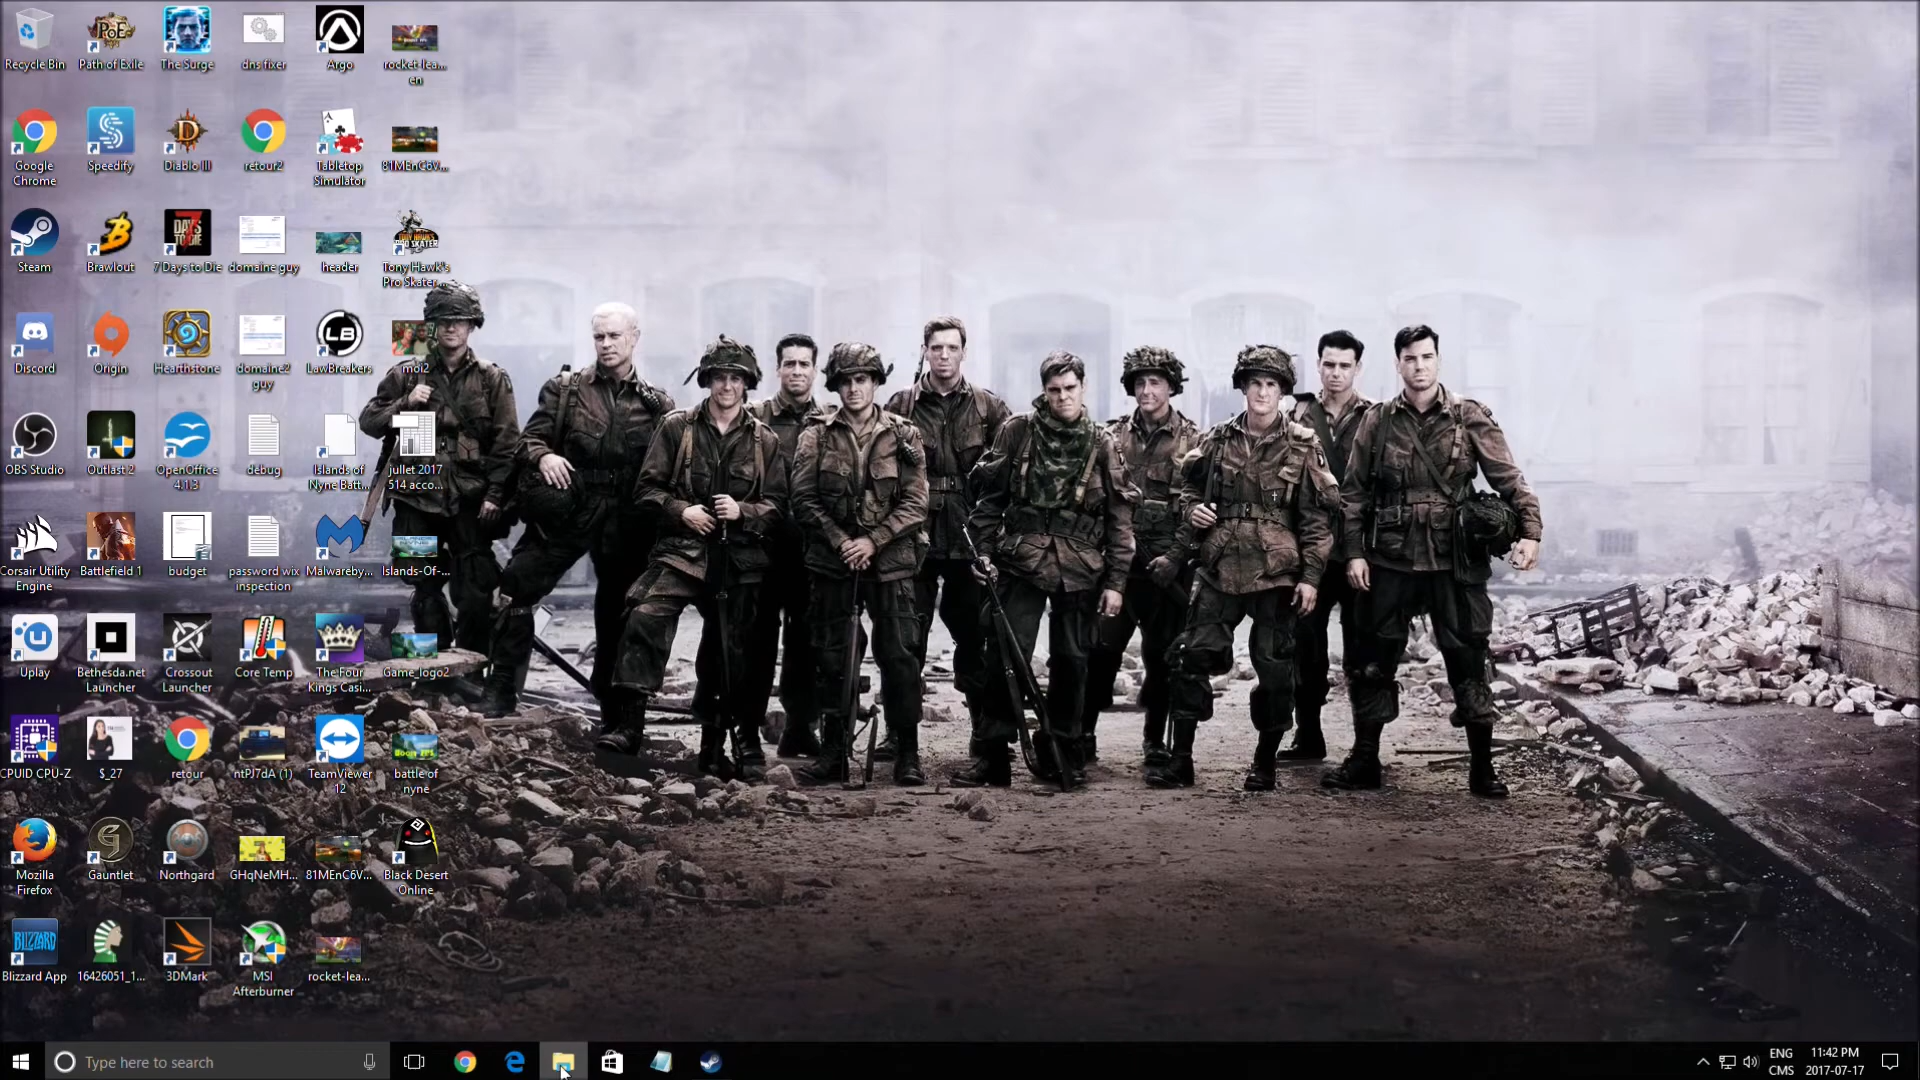 Recycle Bin
Path of Exile
The Surge
dns fixer
Argo
rocket-lea...
en
Google
Chrome
Speedify
Diablo III
retour2
Tabletop
Simulator
81MEnC6V...
Steam
Brawlout
7 Days to Die
domaine guy
header
Tony Hawk's
Pro Skater...
Discord
Origin
Hearthstone
domaine2
guy
LawBreakers
moi2
OBS Studio
Outlast 2
OpenOffice
4.1.3
debug
Islands of
Nyne Batt...
jullet 2017
514 acco...
Corsair Utility
Engine
Battlefield 1
budget
password wix
inspection
Malwareby...
Islands-Of-...
Uplay
Bethesda.net
Launcher
Crossout
Launcher
Core Temp
The Four
Kings Casi...
Game_logo2
CPUID CPU-Z
$_27
retour
ntPJ7dA (1)
TeamViewer
12
battle of
nyne
Mozilla
Firefox
Gauntlet
Northgard
GHqNeMH...
81MEnC6V...
Black Desert
Online
Blizzard App
16426051_1...
3DMark
MSI
Afterburner
rocket-lea...
Type here to search
ENG
CMS
11:42 PM
2017-07-17